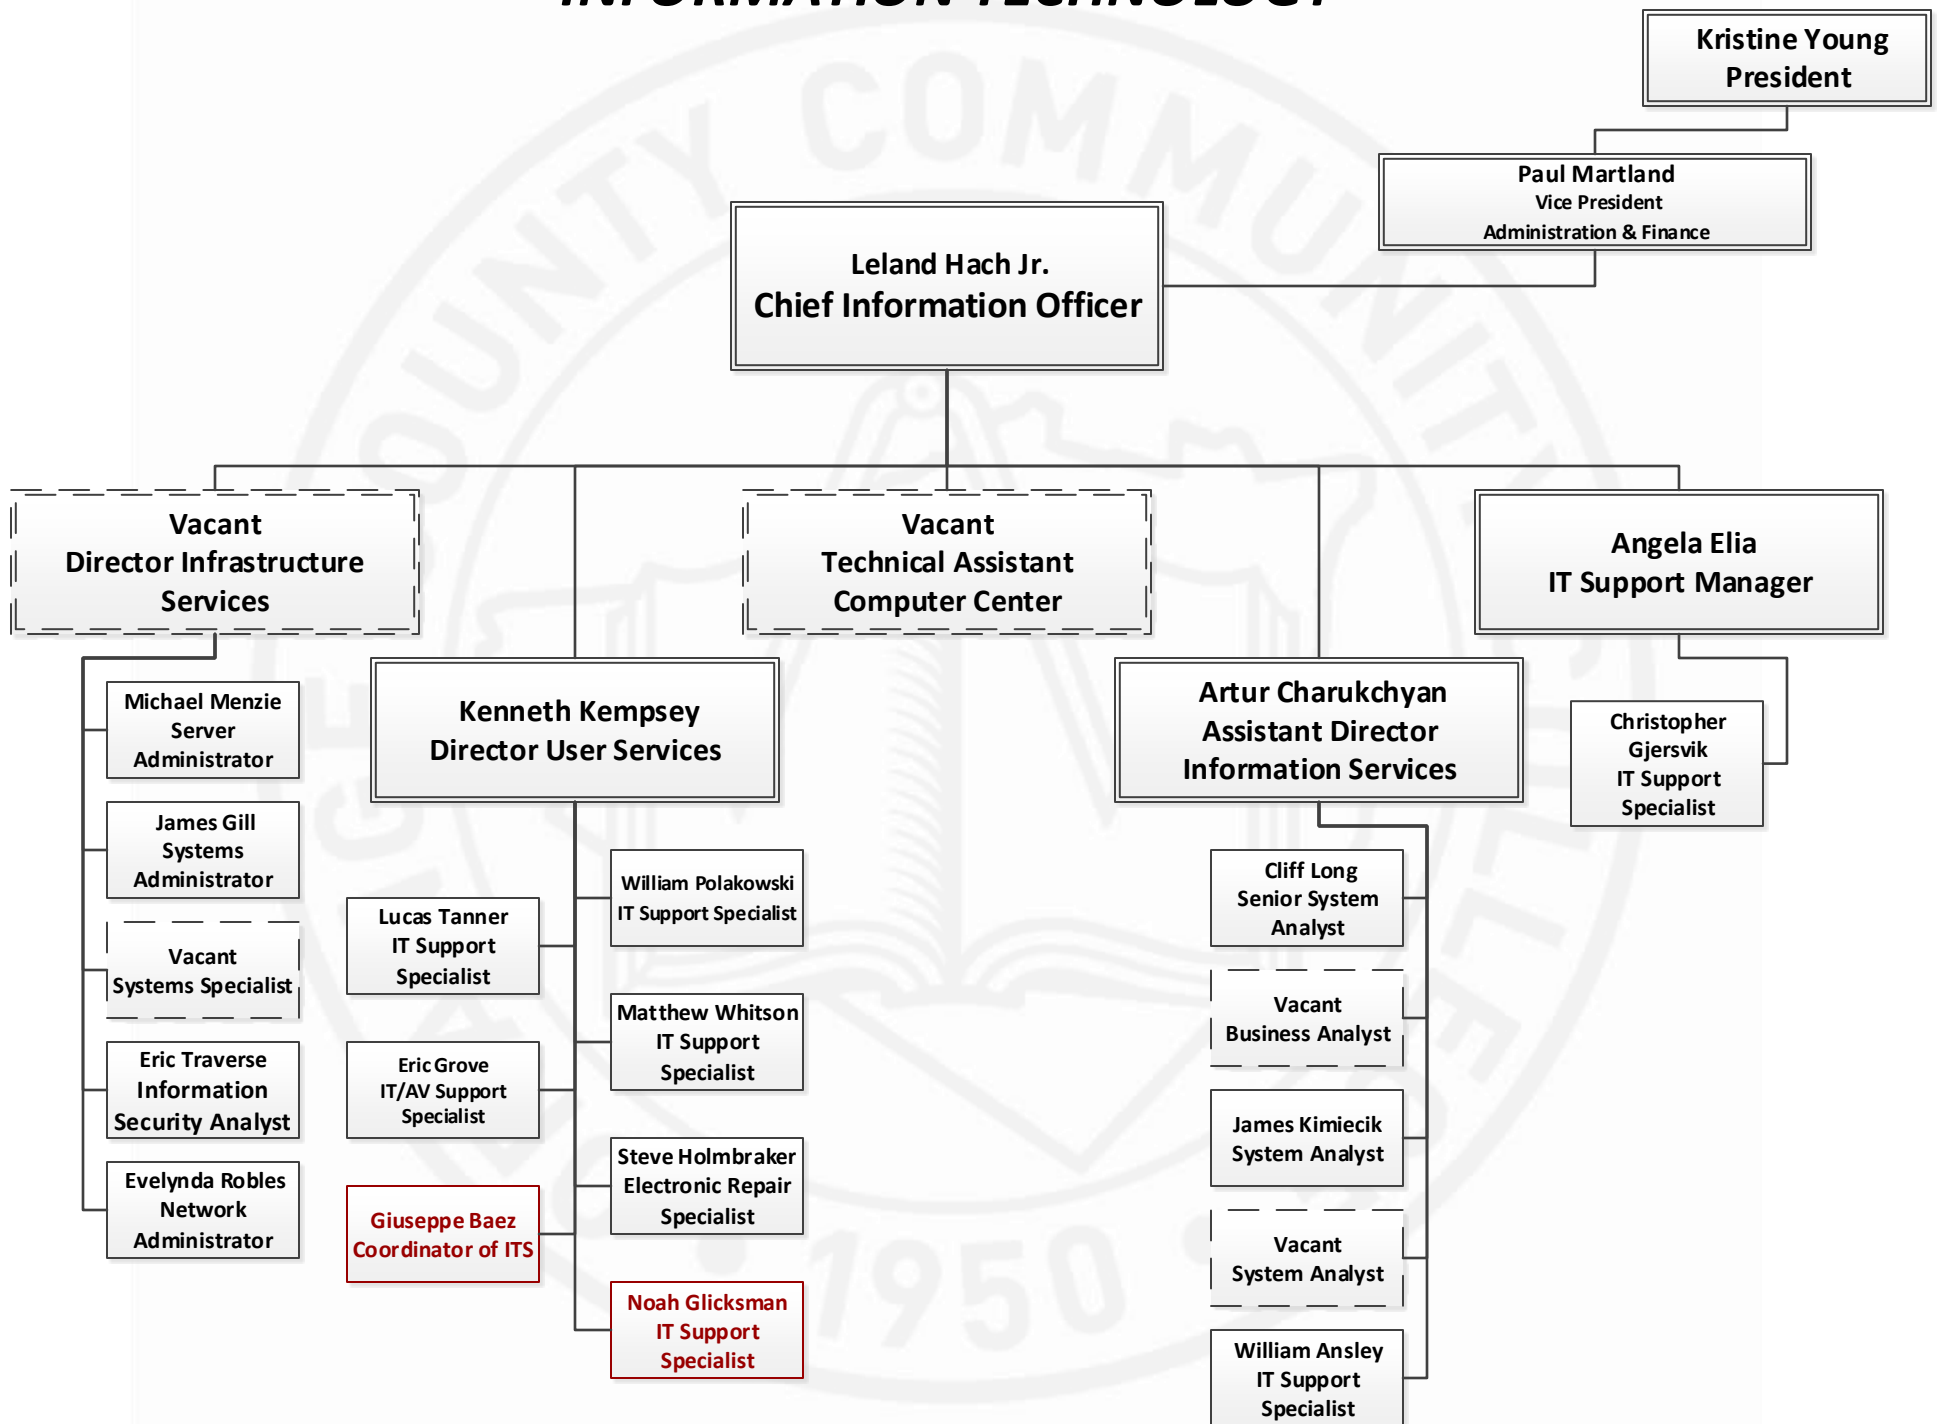 INFORMATION TECHNOLOGY
Kristine Young
President
Paul Martland
Vice President
Administration & Finance
Leland Hach Jr.
Chief Information Officer
Vacant
Director Infrastructure
Services
Vacant
Technical Assistant
Computer Center
Angela Elia
IT Support Manager
Michael Menzie
Server
Administrator
James Gill
Systems
Administrator
Vacant
Systems Specialist
Eric Traverse
Information
Security Analyst
Evelynda Robles
Network
Administrator
Kenneth Kempsey
Director User Services
Lucas Tanner
IT Support
Specialist
Eric Grove
IT/AV Support
Specialist
Giuseppe Baez
Coordinator of ITS
William Polakowski
IT Support Specialist
Matthew Whitson
IT Support
Specialist
Steve Holmbraker
Electronic Repair
Specialist
Noah Glicksman
IT Support
Specialist
Artur Charukchyan
Assistant Director
Information Services
Cliff Long
Senior System
Analyst
Vacant
Business Analyst
James Kimiecik
System Analyst
Vacant
System Analyst
William Ansley
IT Support
Specialist
Christopher
Gjersvik
IT Support
Specialist
COUNTY COMMUNITY
1950